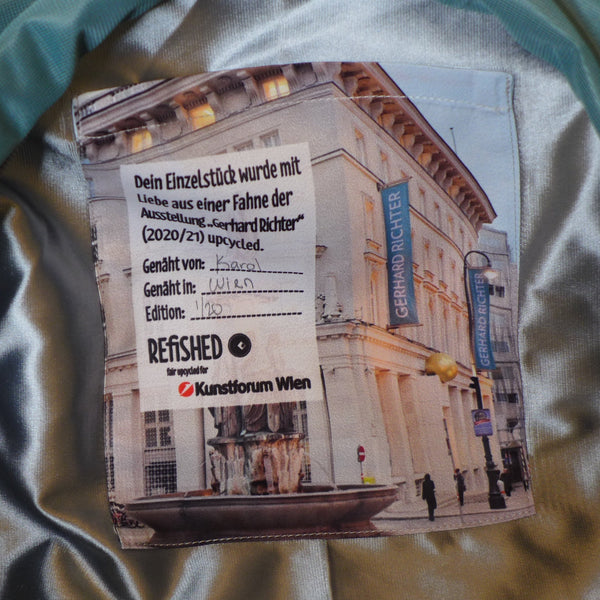 Dein Einzelstück wurde mit
Liebe aus einer Fahne der
Ausstellung „Gerhard Richter"
(2020/21) upcycled.
Genäht von: Karol
Genäht in: Wien
Edition: 1/20
REFISHED
fair upcycled for
Kunstforum Wien
GERHARD RICHTER
GERHARD RICHTER